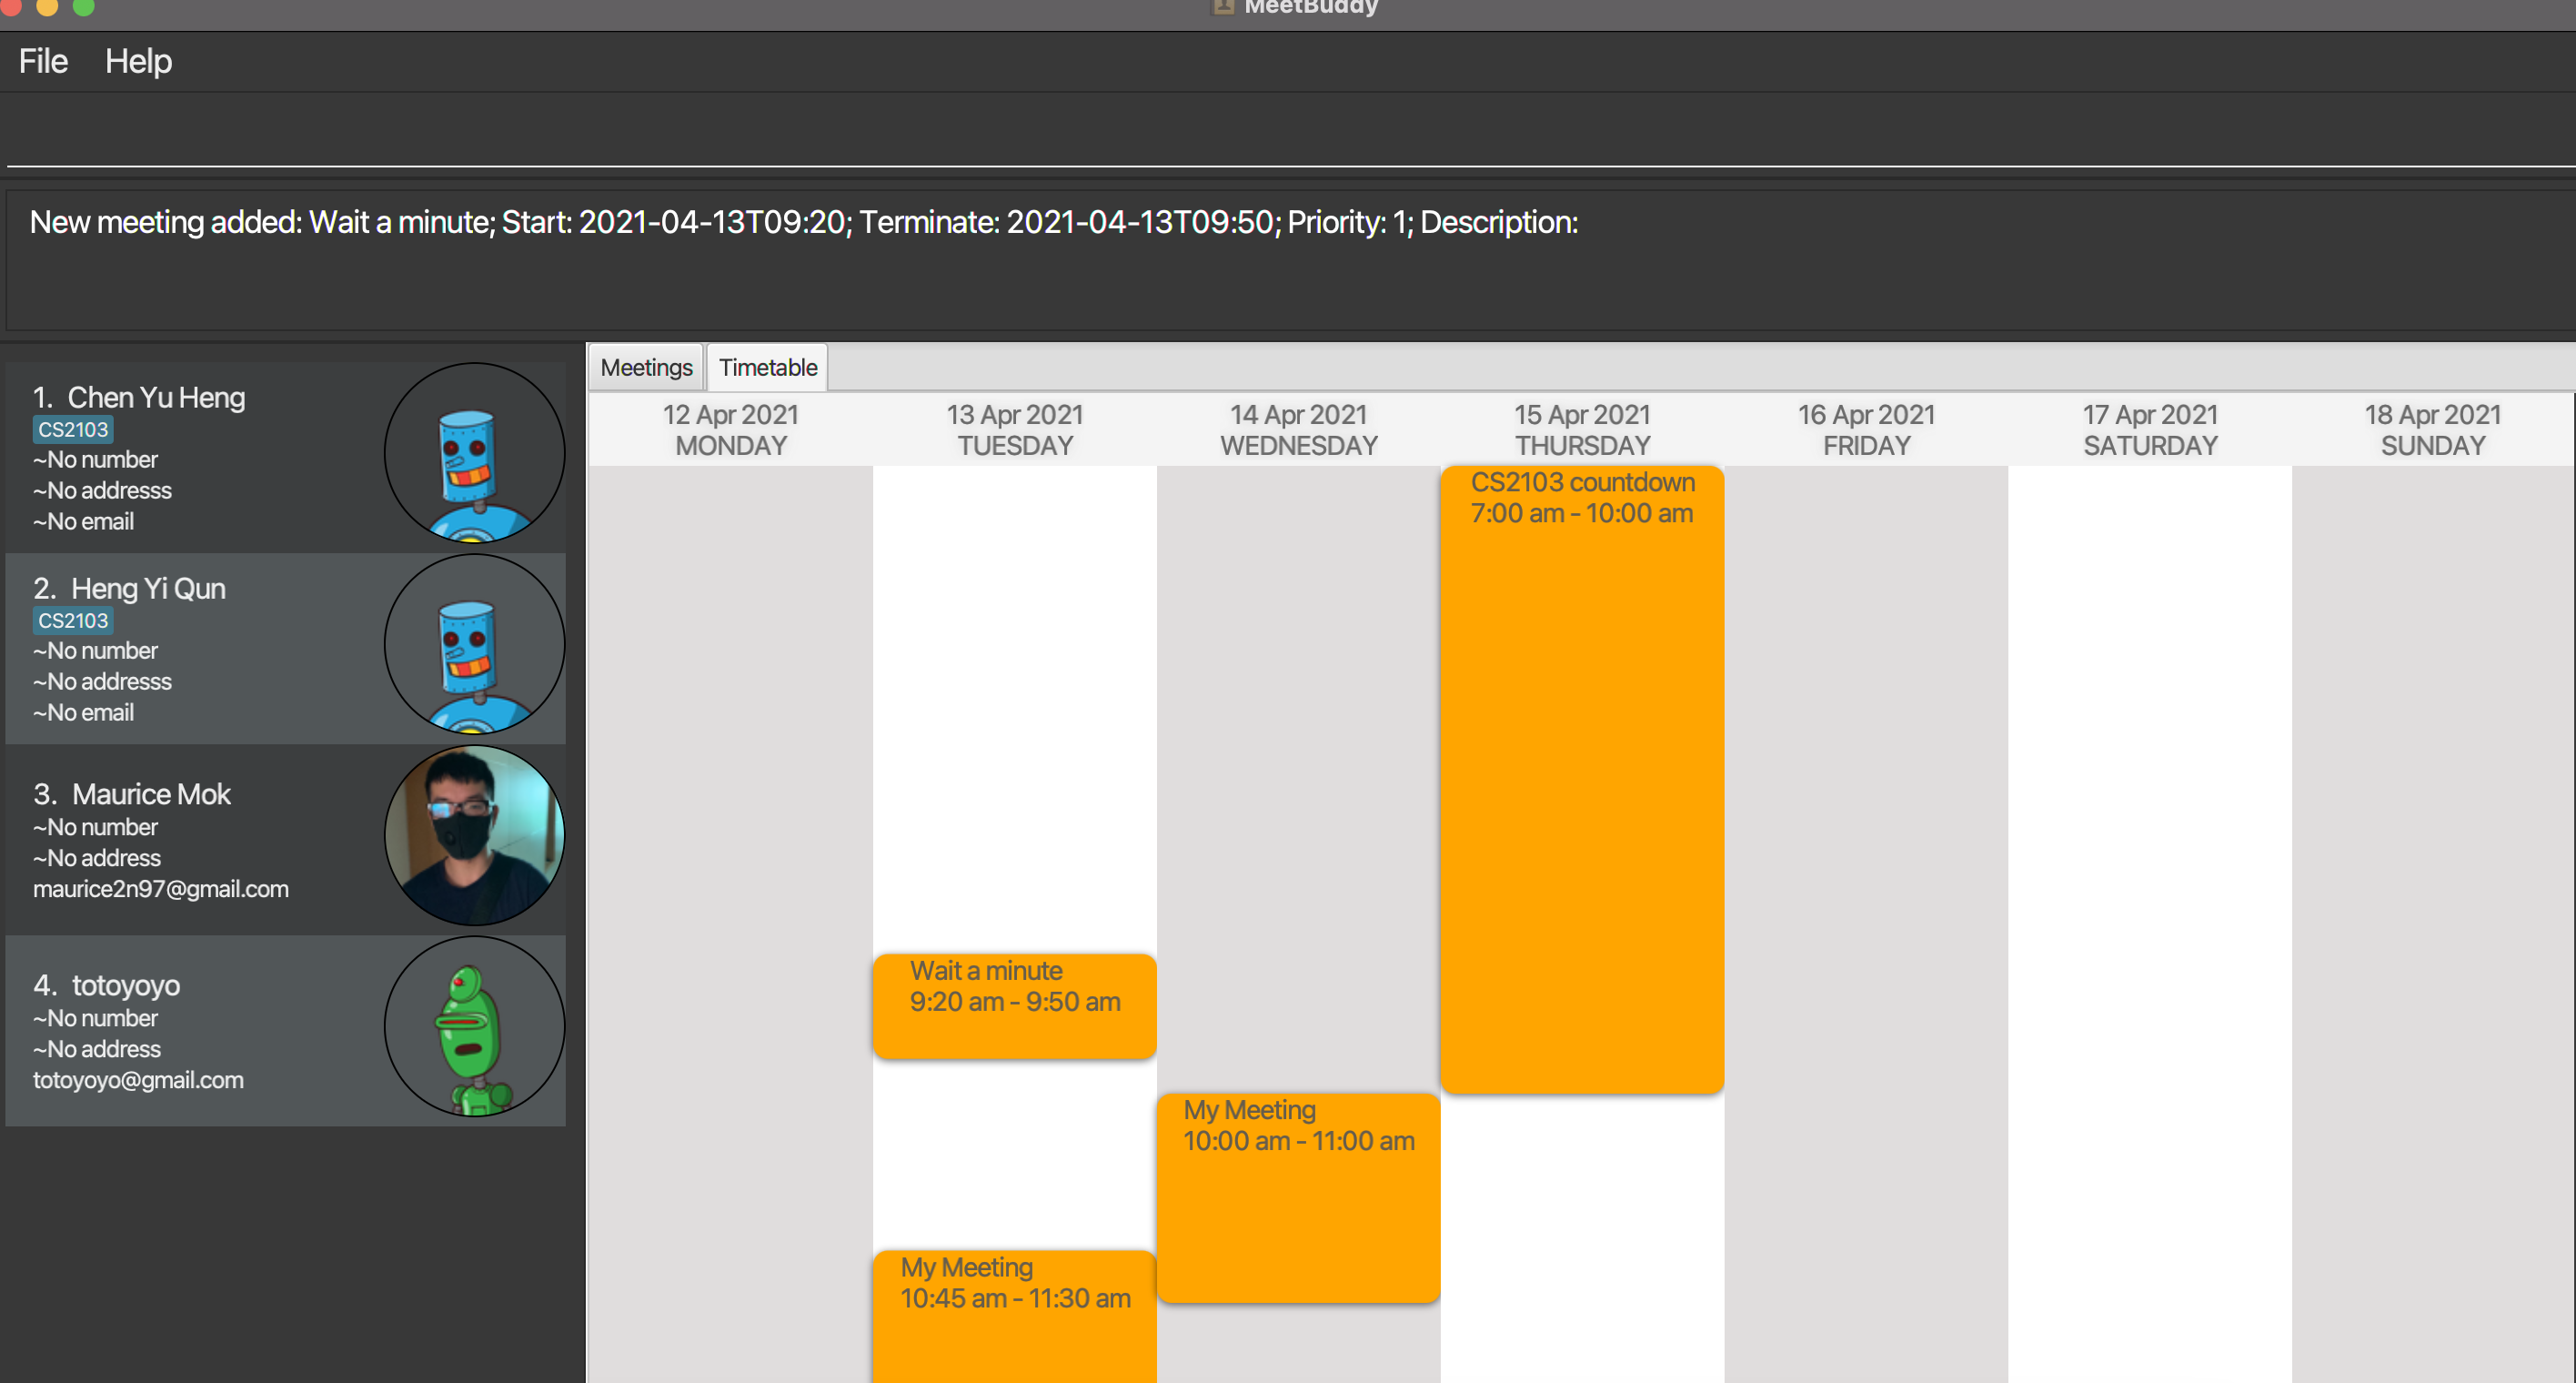 MeetBuddy
File Help
New meeting added: Wait a minute; Start: 2021-04-13T09:20; Terminate: 2021-04-13T09:50; Priority: 1; Description:
1. Chen Yu Heng
CS2103
~No number
~No addresss
~No email
2. Heng Yi Qun
CS2103
~No number
~No addresss
~No email
3. Maurice Mok
~No number
~No address
maurice2n97@gmail.com
4. totoyoyo
~No number
~No address
totoyoyo@gmail.com
Meetings Timetable
12 Apr 2021
MONDAY
13 Apr 2021
TUESDAY
14 Apr 2021
WEDNESDAY
15 Apr 2021
THURSDAY
16 Apr 2021
FRIDAY
17 Apr 2021
SATURDAY
18 Apr 2021
SUNDAY
CS2103 countdown
7:00 am - 10:00 am
Wait a minute
9:20 am - 9:50 am
My Meeting
10:00 am - 11:00 am
My Meeting
10:45 am - 11:30 am